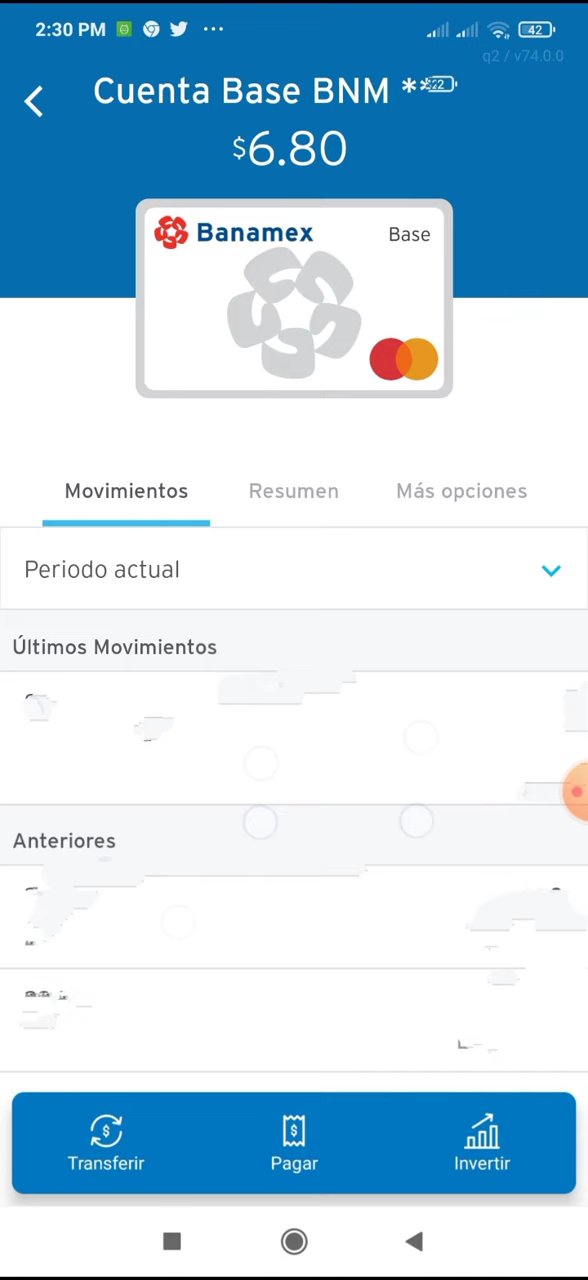 2:30 PM
42
q2 / v74.0.0
Cuenta Base BNM **
$6.80
Banamex
Base
Movimientos
Resumen
Más opciones
Periodo actual
Últimos Movimientos
Anteriores
Transferir
Pagar
Invertir